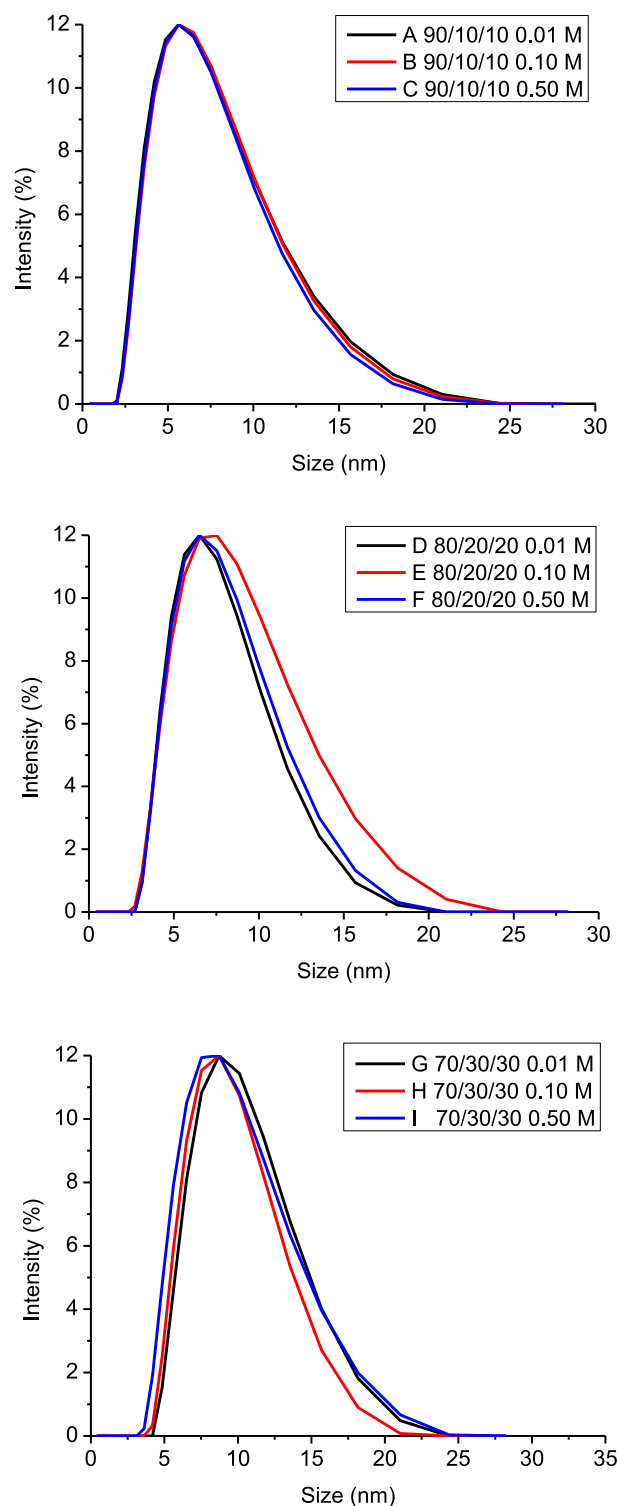 12
10
8
6
4
2
0
Intensity (%)
A 90/10/10 0.01 M
B 90/10/10 0.10 M
C 90/10/10 0.50 M
0 5 10 15 20 25 30
Size (nm)
12
10
8
6
4
2
0
Intensity (%)
D 80/20/20 0.01 M
E 80/20/20 0.10 M
F 80/20/20 0.50 M
0 5 10 15 20 25 30
Size (nm)
12
10
8
6
4
2
0
Intensity (%)
G 70/30/30 0.01 M
H 70/30/30 0.10 M
I 70/30/30 0.50 M
0 5 10 15 20 25 30 35
Size (nm)